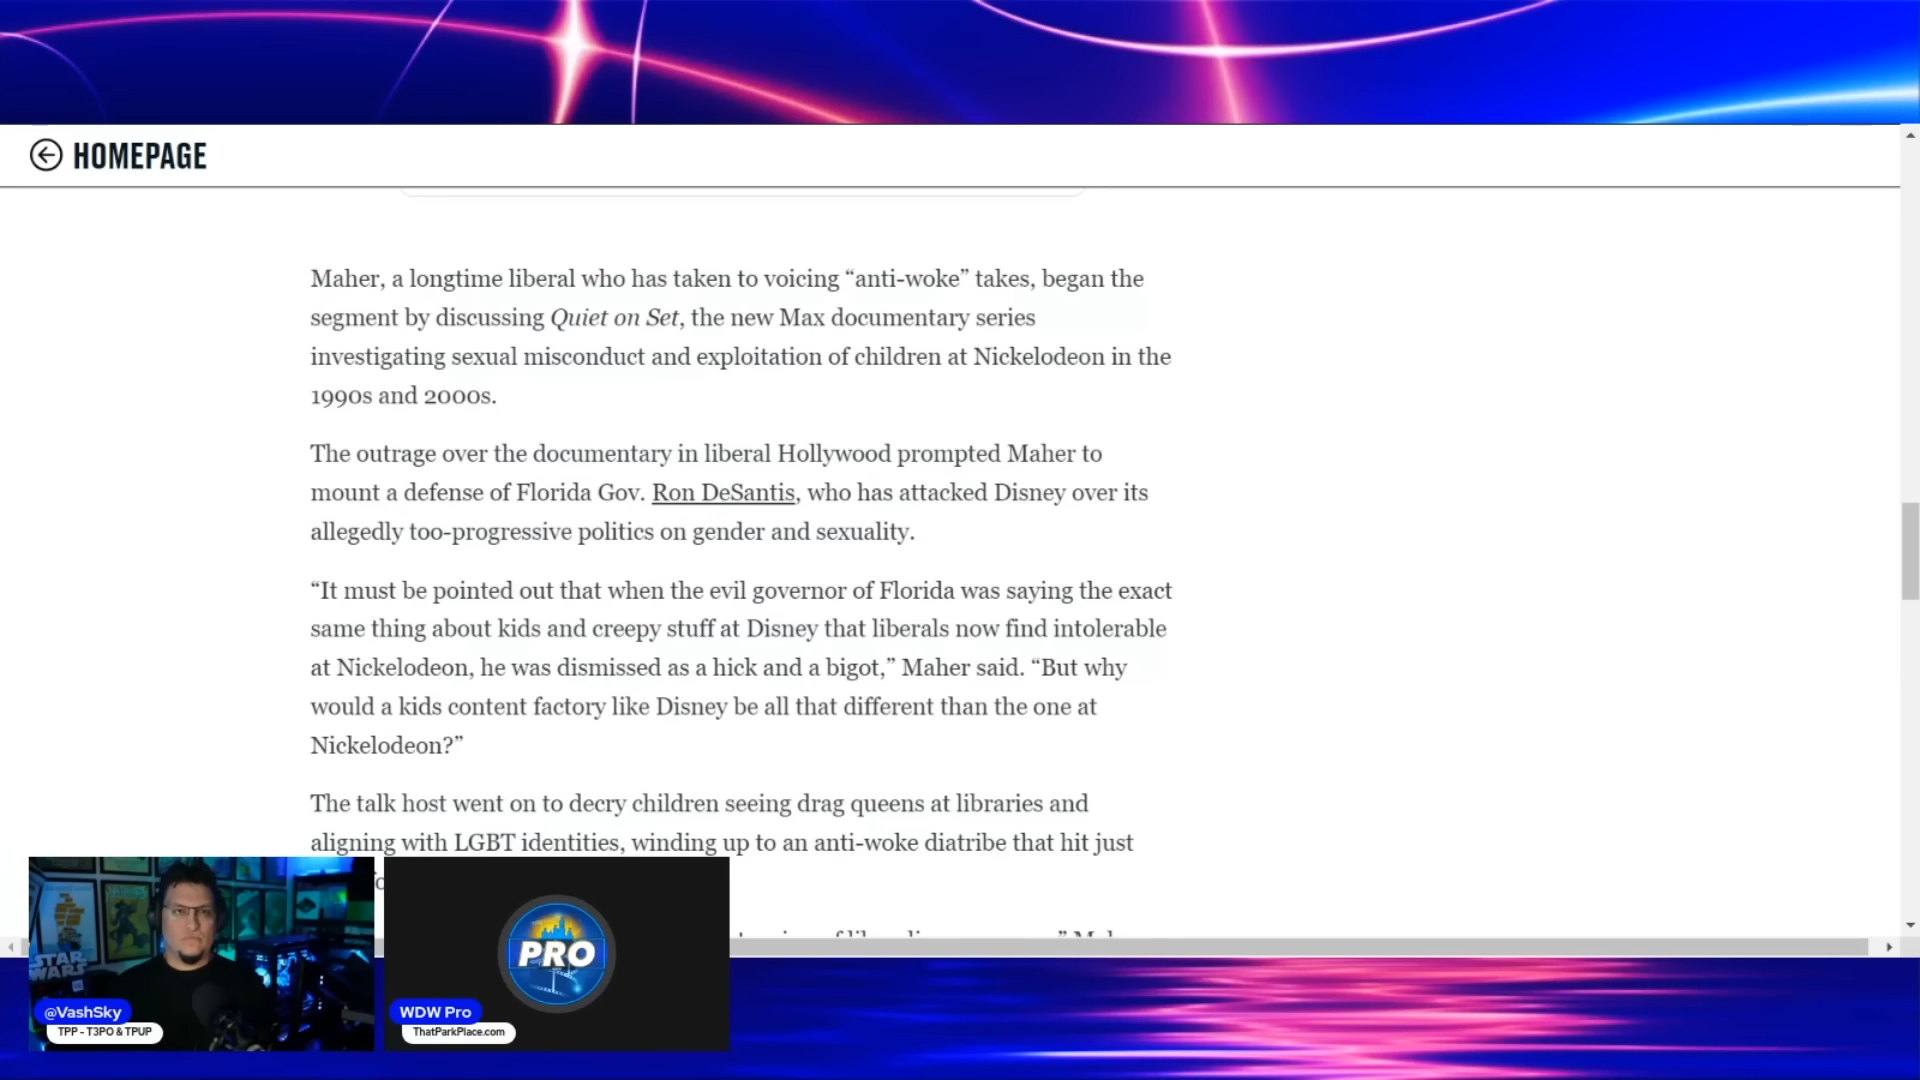 HOMEPAGE
Maher, a longtime liberal who has taken to voicing “anti-woke” takes, began the
segment by discussing Quiet on Set, the new Max documentary series
investigating sexual misconduct and exploitation of children at Nickelodeon in the
1990s and 2000s.
The outrage over the documentary in liberal Hollywood prompted Maher to
mount a defense of Florida Gov. Ron DeSantis, who has attacked Disney over its
allegedly too-progressive politics on gender and sexuality.
“It must be pointed out that when the evil governor of Florida was saying the exact
same thing about kids and creepy stuff at Disney that liberals now find intolerable
at Nickelodeon, he was dismissed as a hick and a bigot,” Maher said. “But why
would a kids content factory like Disney be all that different than the one at
Nickelodeon?”
The talk host went on to decry children seeing drag queens at libraries and
aligning with LGBT identities, winding up to an anti-woke diatribe that hit just
STAR
WARS
PRO
@VashSky
TPP - T3PO & TPUP
WDW Pro
ThatParkPlace.com